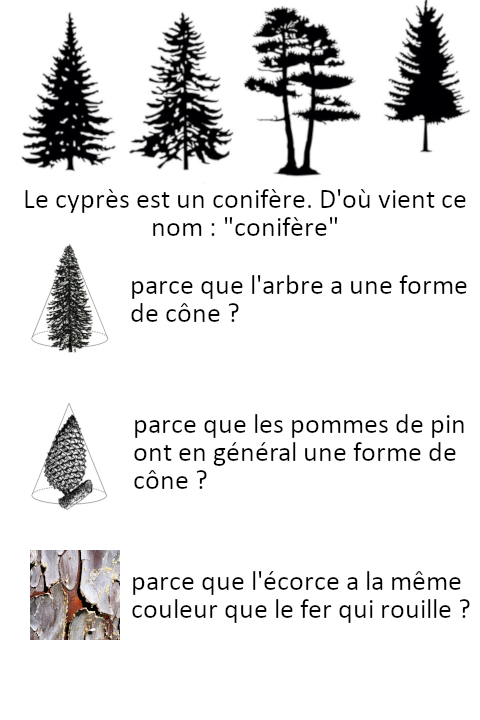 Le cyprès est un conifère. D'où vient ce
nom : "conifère"
parce que l'arbre a une forme
de cône ?
parce que les pommes de pin
ont en général une forme de
cône ?
parce que l'écorce a la même
couleur que le fer qui rouille ?